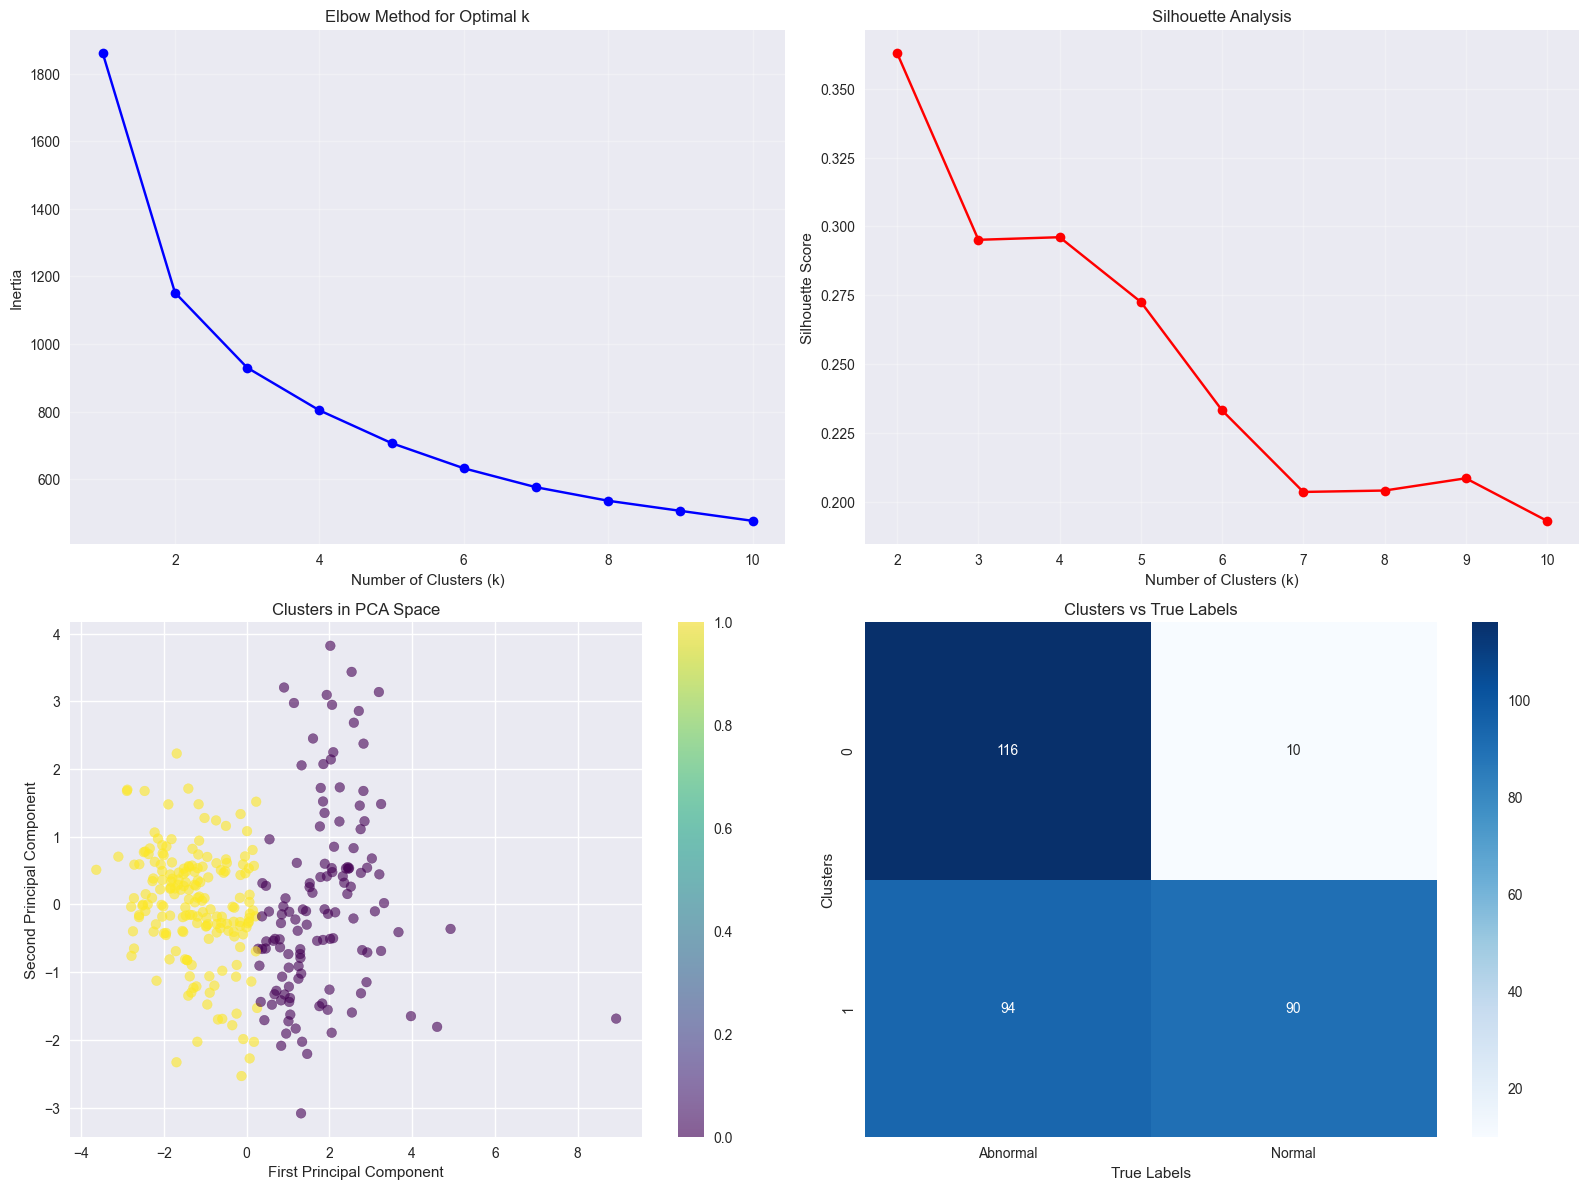 Elbow Method for Optimal k
1800
1600
1400
1200
1000
800
600
Inertia
2 4 6 8 10
Number of Clusters (k)
Silhouette Analysis
0.350
0.325
0.300
0.275
0.250
0.225
0.200
Silhouette Score
2 3 4 5 6 7 8 9 10
Number of Clusters (k)
Clusters in PCA Space
4
3
2
1
0
−1
−2
−3
Second Principal Component
−4 −2 0 2 4 6 8
First Principal Component
1.0
0.8
0.6
0.4
0.2
0.0
Clusters vs True Labels
Clusters
0
116 10
1
94 90
Abnormal Normal
True Labels
100
80
60
40
20